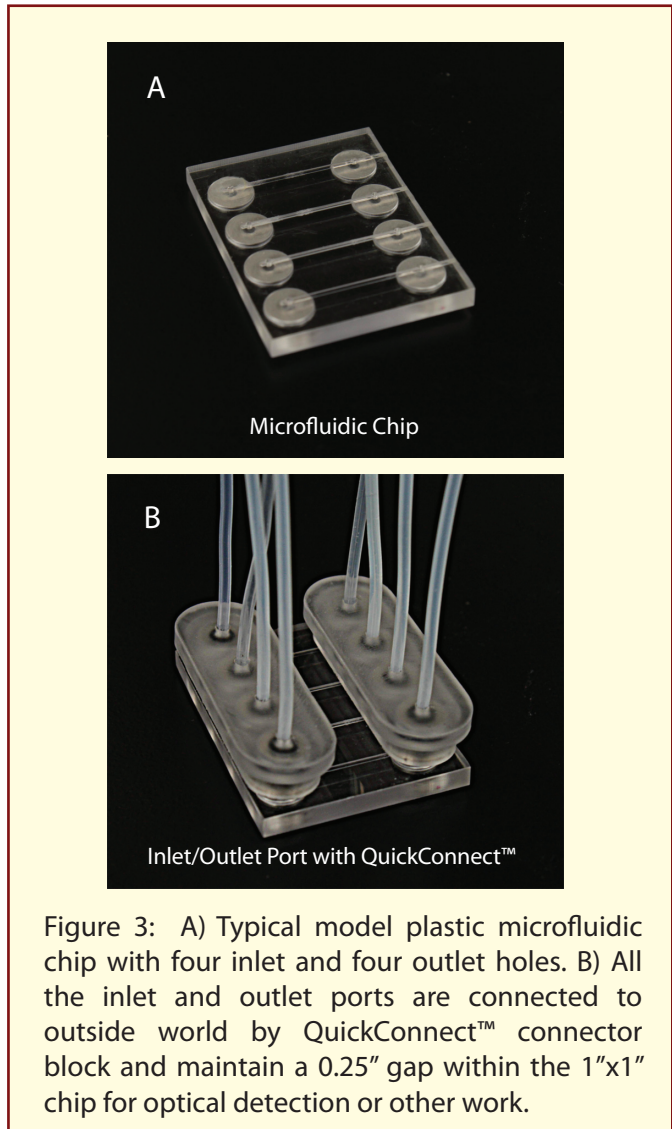 A
Microfluidic Chip
B
Inlet/Outlet Port with QuickConnect™
Figure 3: A) Typical model plastic microfluidic
chip with four inlet and four outlet holes. B) All
the inlet and outlet ports are connected to
outside world by QuickConnect™ connector
block and maintain a 0.25” gap within the 1”x1”
chip for optical detection or other work.